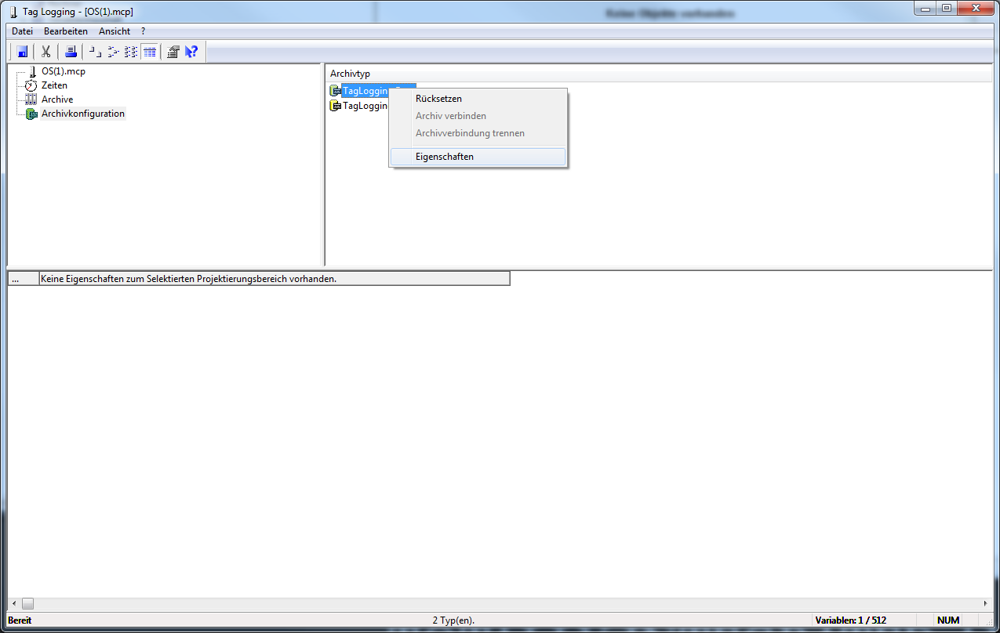 Tag Logging - [OS(1).mcp]
Keine Objekte vorhanden
Datei Bearbeiten Ansicht ?
OS(1).mcp
Zeiten
Archive
Archivkonfiguration
Archivtyp
TagLoggin
TagLoggin
Rücksetzen
Archiv verbinden
Archivverbindung trennen
Eigenschaften
... Keine Eigenschaften zum Selektierten Projektierungsbereich vorhanden.
Bereit 2 Typ(en). Variablen: 1 / 512 NUM